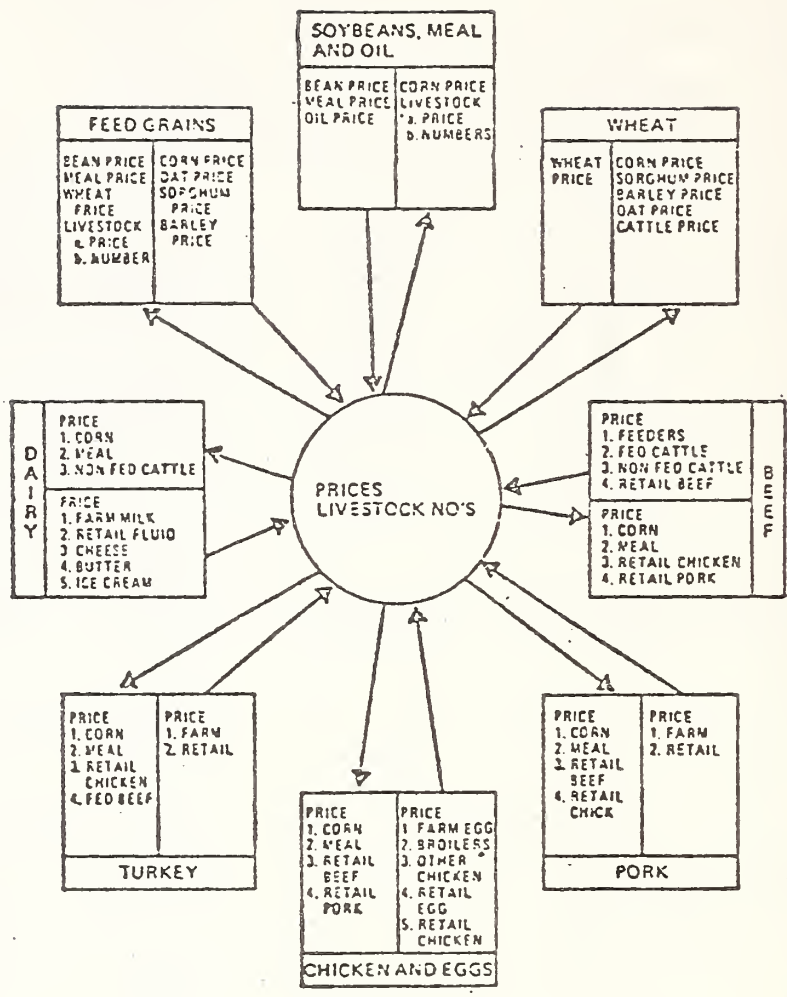 SOYBEANS, MEAL
AND OIL
BEAN PRICE
MEAL PRICE
OIL PRICE
CORN PRICE
LIVESTOCK
a. PRICE
b. NUMBERS
FEED GRAINS
BEAN PRICE
MEAL PRICE
WHEAT
PRICE
LIVESTOCK
a. PRICE
b. NUMBER
CORN PRICE
OAT PRICE
SORGHUM
PRICE
BARLEY
PRICE
WHEAT
WHEAT
PRICE
CORN PRICE
SORGHUM PRICE
BARLEY PRICE
OAT PRICE
CATTLE PRICE
DAIRY
PRICE
1. CORN
2. MEAL
3. NON FED CATTLE
PRICE
1. FARM MILK
2. RETAIL FLUID
3 CHEESE
4. BUTTER
5. ICE CREAM
PRICES
LIVESTOCK NO'S
PRICE
1. FEEDERS
2. FED CATTLE
3. NON FED CATTLE
4. RETAIL BEEF
PRICE
1. CORN
2. MEAL
3. RETAIL CHICKEN
4. RETAIL PORK
BEEF
PRICE
1. CORN
2. MEAL
3. RETAIL
CHICKEN
4. FED BEEF
PRICE
1. FARM
2. RETAIL
TURKEY
PRICE
1. CORN
2. MEAL
3. RETAIL
BEEF
4. RETAIL
PORK
PRICE
1 FARM EGG
2. BROILERS
3. OTHER
CHICKEN
4. RETAIL
EGG
5. RETAIL
CHICKEN
CHICKEN AND EGGS
PRICE
1. CORN
2. MEAL
3. RETAIL
BEEF
4. RETAIL
CHICK
PRICE
1. FARM
2. RETAIL
PORK